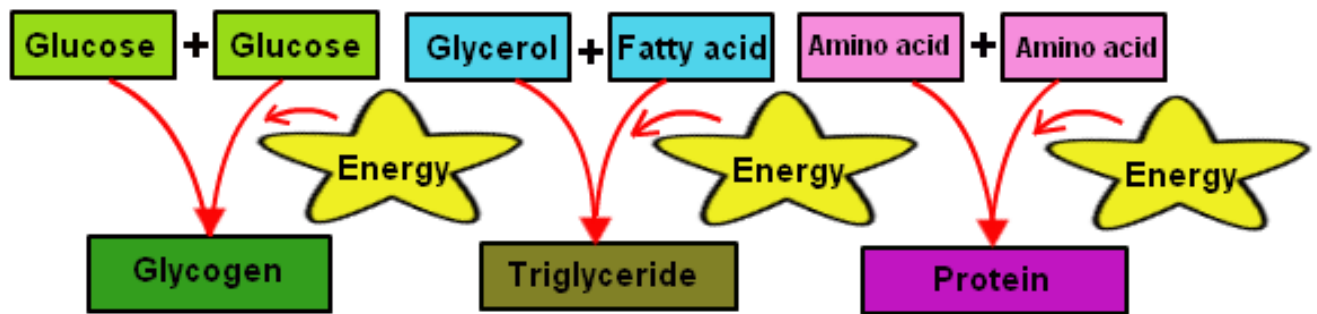 Glucose + Glucose
Glycerol + Fatty acid
Amino acid + Amino acid
Energy
Energy
Energy
Glycogen
Triglyceride
Protein